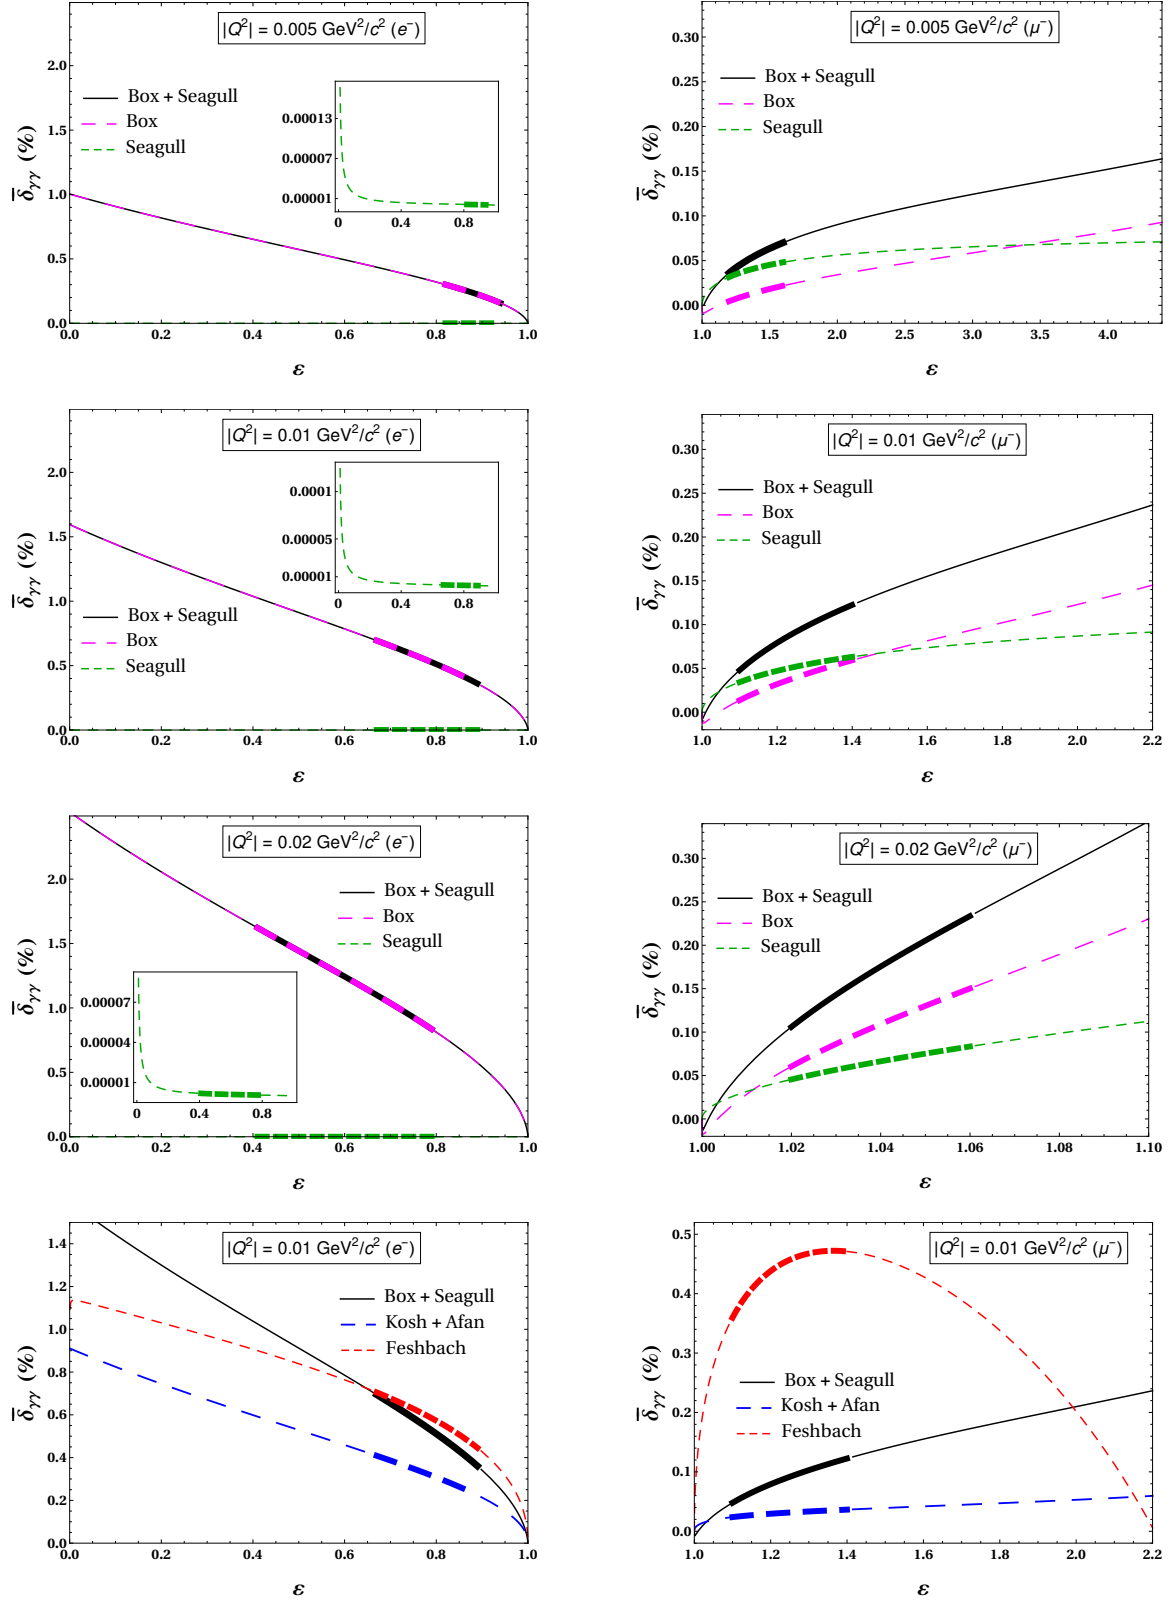 |Q²| = 0.005 GeV²/c² (e⁻)
Box + Seagull
Box
Seagull
0.00013
0.00007
0.00001
0 0.4 0.8
2.0
1.5
1.0
0.5
0.0
0.0 0.2 0.4 0.6 0.8 1.0
δ̅γγ (%)
ε
|Q²| = 0.005 GeV²/c² (μ⁻)
Box + Seagull
Box
Seagull
0.30
0.25
0.20
0.15
0.10
0.05
0.00
1.0 1.5 2.0 2.5 3.0 3.5 4.0
δ̅γγ (%)
ε
|Q²| = 0.01 GeV²/c² (e⁻)
0.0001
0.00005
0.00001
0 0.4 0.8
Box + Seagull
Box
Seagull
2.0
1.5
1.0
0.5
0.0
0.0 0.2 0.4 0.6 0.8 1.0
δ̅γγ (%)
ε
|Q²| = 0.01 GeV²/c² (μ⁻)
Box + Seagull
Box
Seagull
0.30
0.25
0.20
0.15
0.10
0.05
0.00
1.0 1.2 1.4 1.6 1.8 2.0 2.2
δ̅γγ (%)
ε
|Q²| = 0.02 GeV²/c² (e⁻)
Box + Seagull
Box
Seagull
0.00007
0.00004
0.00001
0 0.4 0.8
2.0
1.5
1.0
0.5
0.0
0.0 0.2 0.4 0.6 0.8 1.0
δ̅γγ (%)
ε
|Q²| = 0.02 GeV²/c² (μ⁻)
Box + Seagull
Box
Seagull
0.30
0.25
0.20
0.15
0.10
0.05
0.00
1.00 1.02 1.04 1.06 1.08 1.10
δ̅γγ (%)
ε
|Q²| = 0.01 GeV²/c² (e⁻)
Box + Seagull
Kosh + Afan
Feshbach
1.4
1.2
1.0
0.8
0.6
0.4
0.2
0.0
0.0 0.2 0.4 0.6 0.8 1.0
δ̅γγ (%)
ε
|Q²| = 0.01 GeV²/c² (μ⁻)
Box + Seagull
Kosh + Afan
Feshbach
0.5
0.4
0.3
0.2
0.1
0.0
1.0 1.2 1.4 1.6 1.8 2.0 2.2
δ̅γγ (%)
ε